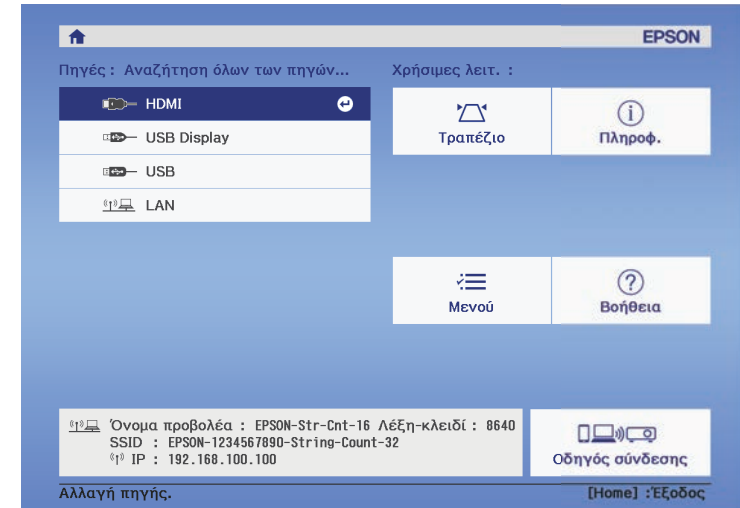 EPSON
Πηγές : Αναζήτηση όλων των πηγών...
Χρήσιμες λειτ. :
HDMI
USB Display
USB
LAN
Τραπέζιο
Πληροφ.
Μενού
Βοήθεια
Όνομα προβολέα : EPSON-Str-Cnt-16 Λέξη-κλειδί : 8640
SSID : EPSON-1234567890-String-Count-32
IP : 192.168.100.100
Οδηγός σύνδεσης
Αλλαγή πηγής.
[Home] :Έξοδος